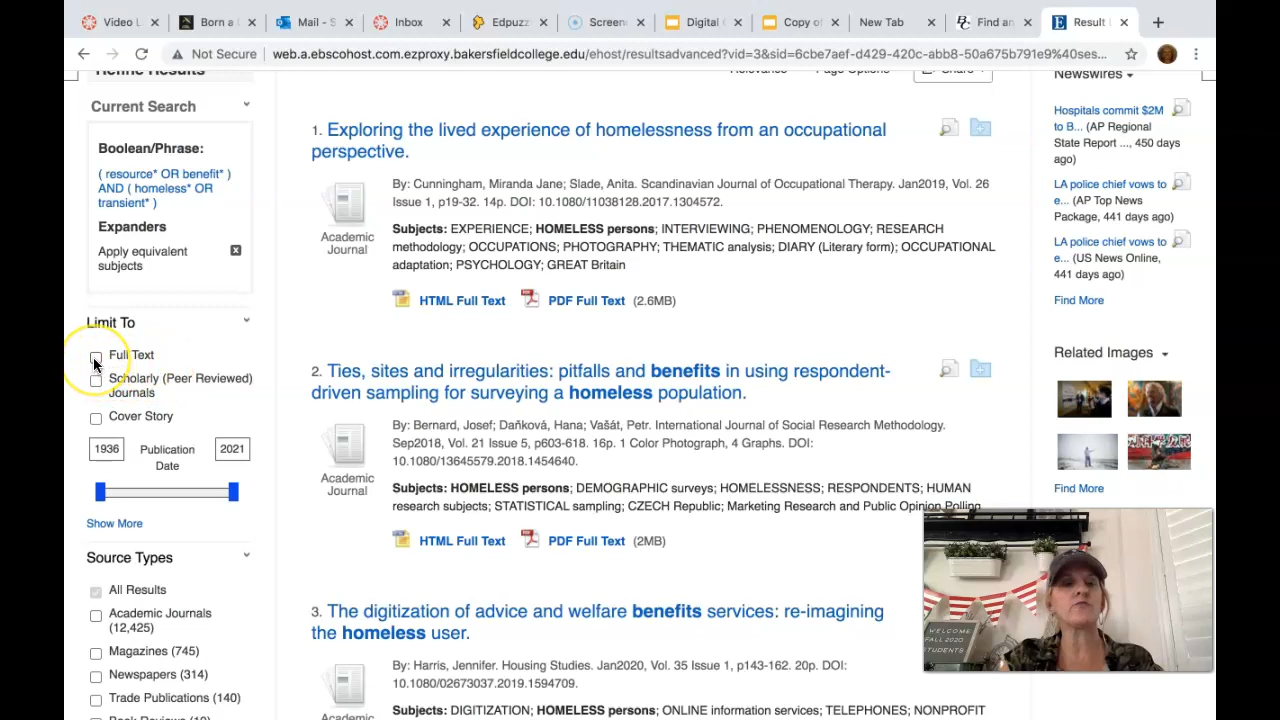 Video L
Born a
Mail - S
Inbox
Edpuzz
Screen
Digital
Copy of
New Tab
Find an
Result
Not Secure
web.a.ebscohost.com.ezproxy.bakersfieldcollege.edu/ehost/resultsadvanced?vid=3&sid=6cbe7aef-d429-420c-abb8-50a675b791e9%40ses...
Refine Results
Current Search
Boolean/Phrase:
( resource* OR benefit* )
AND ( homeless* OR
transient* )
Expanders
Apply equivalent
subjects
Limit To
Full Text
Scholarly (Peer Reviewed)
Journals
Cover Story
1936 Publication 2021
Date
Show More
Source Types
All Results
Academic Journals
(12,425)
Magazines (745)
Newspapers (314)
Trade Publications (140)
Relevance Page Options Share
1. Exploring the lived experience of homelessness from an occupational
perspective.
Academic
Journal
By: Cunningham, Miranda Jane; Slade, Anita. Scandinavian Journal of Occupational Therapy. Jan2019, Vol. 26
Issue 1, p19-32. 14p. DOI: 10.1080/11038128.2017.1304572.
Subjects: EXPERIENCE; HOMELESS persons; INTERVIEWING; PHENOMENOLOGY; RESEARCH
methodology; OCCUPATIONS; PHOTOGRAPHY; THEMATIC analysis; DIARY (Literary form); OCCUPATIONAL
adaptation; PSYCHOLOGY; GREAT Britain
HTML Full Text PDF Full Text (2.6MB)
2. Ties, sites and irregularities: pitfalls and benefits in using respondent-
driven sampling for surveying a homeless population.
Academic
Journal
By: Bernard, Josef; Daňková, Hana; Vašát, Petr. International Journal of Social Research Methodology.
Sep2018, Vol. 21 Issue 5, p603-618. 16p. 1 Color Photograph, 4 Graphs. DOI:
10.1080/13645579.2018.1454640.
Subjects: HOMELESS persons; DEMOGRAPHIC surveys; HOMELESSNESS; RESPONDENTS; HUMAN
research subjects; STATISTICAL sampling; CZECH Republic; Marketing Research and Public Opinion Polling
HTML Full Text PDF Full Text (2MB)
3. The digitization of advice and welfare benefits services: re-imagining
the homeless user.
Academic
By: Harris, Jennifer. Housing Studies. Jan2020, Vol. 35 Issue 1, p143-162. 20p. DOI:
10.1080/02673037.2019.1594709.
Subjects: DIGITIZATION; HOMELESS persons; ONLINE information services; TELEPHONES; NONPROFIT
Newswires
Hospitals commit $2M
to B... (AP Regional
State Report ..., 450 days
ago)
LA police chief vows to
e... (AP Top News
Package, 441 days ago)
LA police chief vows to
e... (US News Online,
441 days ago)
Find More
Related Images
Find More
WELCOME
FALL 2020
STUDENTS